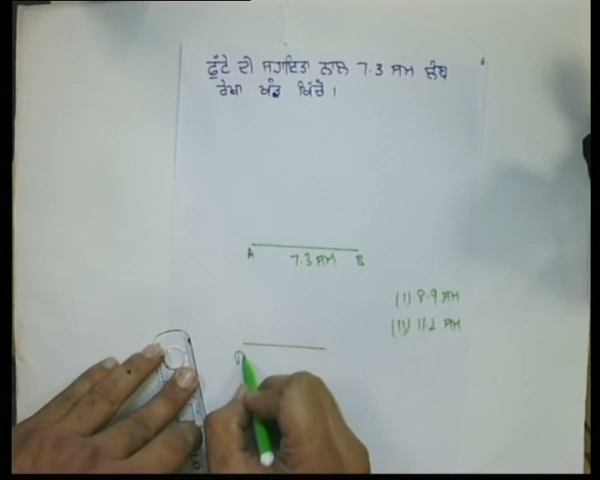 ਫੁੱਟੇ ਦੀ ਸਹਾਇਤਾ ਨਾਲ 7.3 ਸਮ ਲੰਬ
ਰੇਖਾ ਖੰਡ ਖਿੱਚੋ।
A 7.3 ਸਮ B
(i) 8.9 ਸਮ
(ii) 11.2 ਸਮ